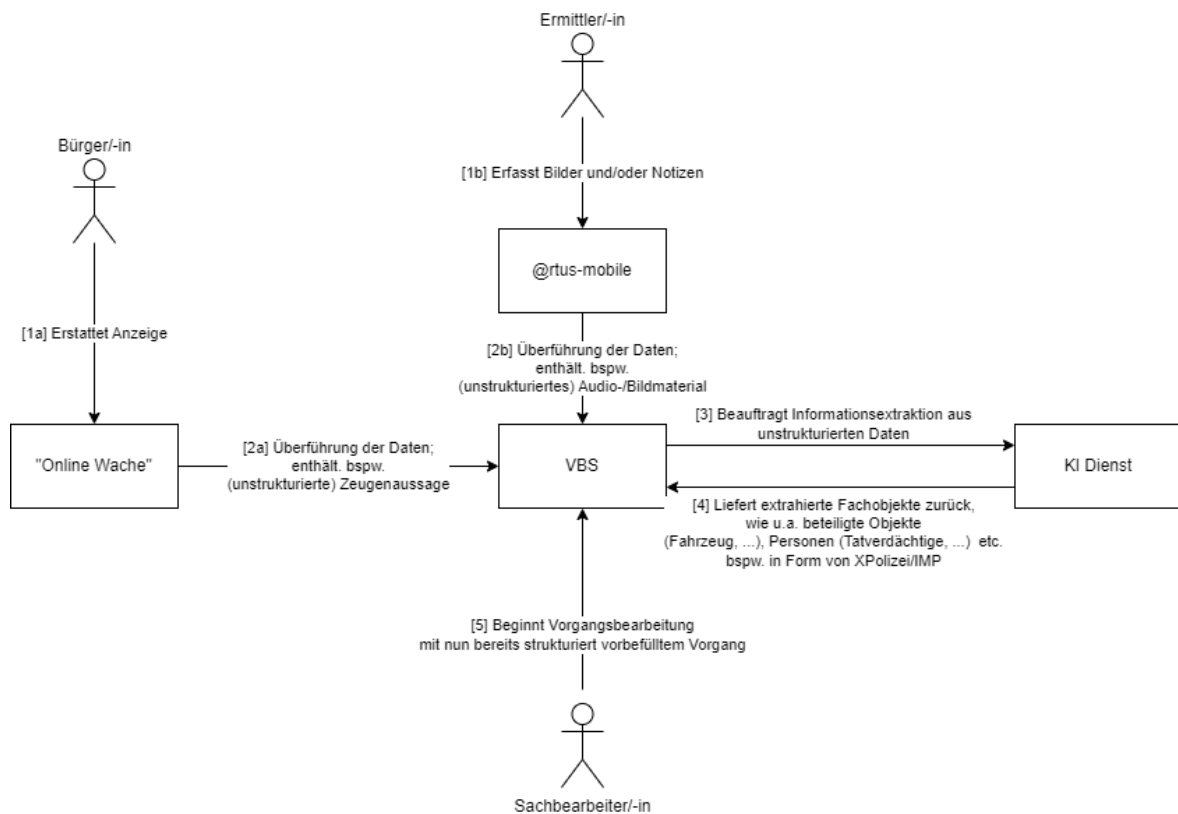 Ermittler/-in
Bürger/-in
[1b] Erfasst Bilder und/oder Notizen
@rtus-mobile
[1a] Erstattet Anzeige
[2b] Überführung der Daten;
enthält. bspw.
(unstrukturiertes) Audio-/Bildmaterial
"Online Wache"
[2a] Überführung der Daten;
enthält. bspw.
(unstrukturierte) Zeugenaussage
VBS
[3] Beauftragt Informationsextraktion aus
unstrukturierten Daten
KI Dienst
[4] Liefert extrahierte Fachobjekte zurück,
wie u.a. beteiligte Objekte
(Fahrzeug, ...), Personen (Tatverdächtige, ...) etc.
bspw. in Form von XPolizei/IMP
[5] Beginnt Vorgangsbearbeitung
mit nun bereits strukturiert vorbefülltem Vorgang
Sachbearbeiter/-in